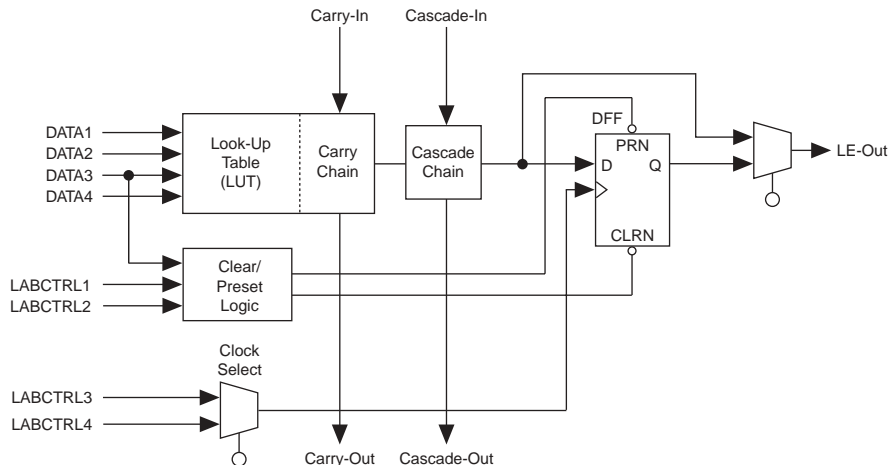 Carry-In
Cascade-In
DATA1
DATA2
DATA3
DATA4
Look-Up
Table
(LUT)
Carry
Chain
Cascade
Chain
DFF
PRN
D
Q
CLRN
LE-Out
LABCTRL1
LABCTRL2
Clear/
Preset
Logic
Clock
Select
LABCTRL3
LABCTRL4
Carry-Out
Cascade-Out